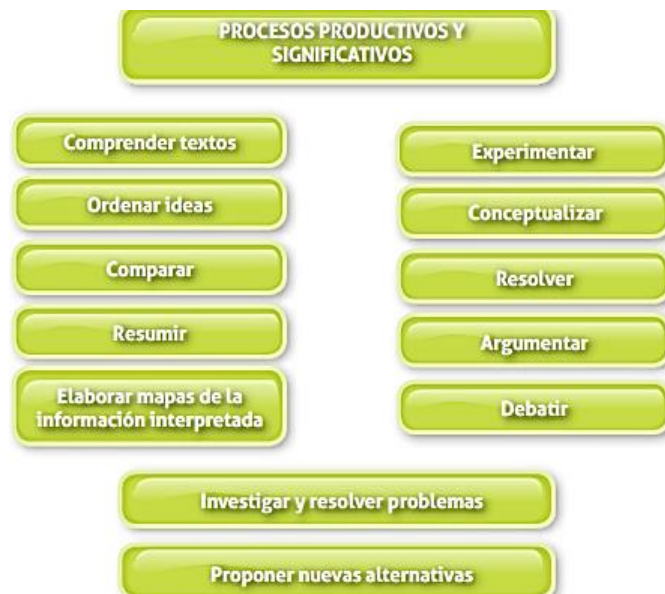 PROCESOS PRODUCTIVOS Y
SIGNIFICATIVOS
Comprender textos
Ordenar ideas
Comparar
Resumir
Elaborar mapas de la
información interpretada
Experimentar
Conceptualizar
Resolver
Argumentar
Debatir
Investigar y resolver problemas
Proponer nuevas alternativas